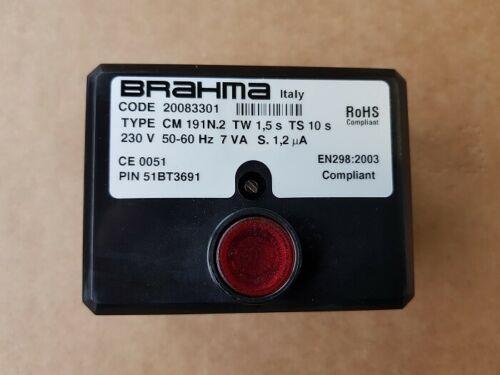 BRAHMA Italy
CODE 20083301
RoHS
Compliant
TYPE CM 191N.2 TW 1,5 s TS 10 s
230 V 50-60 Hz 7 VA S. 1,2 µA
CE 0051
EN298:2003
PIN 51BT3691
Compliant